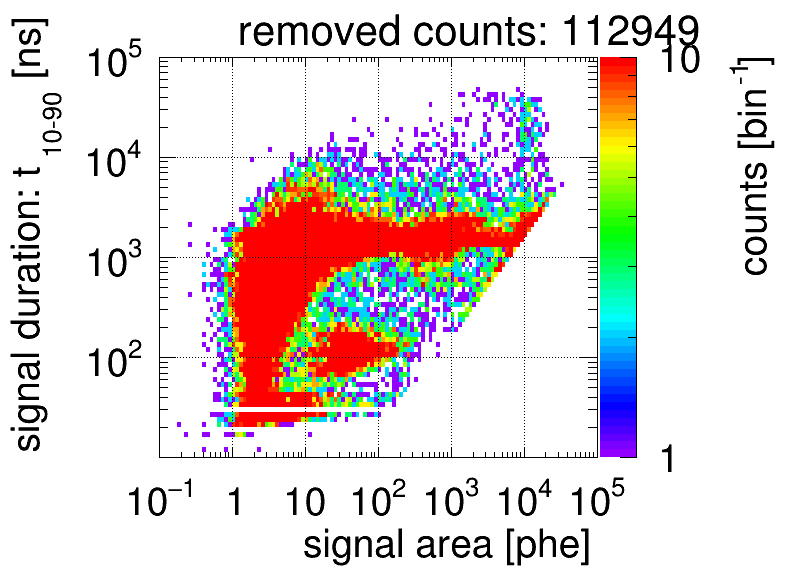 removed counts: 112949
signal duration: t 10-90 [ns]
10^5
10^4
10^3
10^2
10^−1 1 10 10^2 10^3 10^4 10^5
signal area [phe]
10
1
counts [bin^-1]